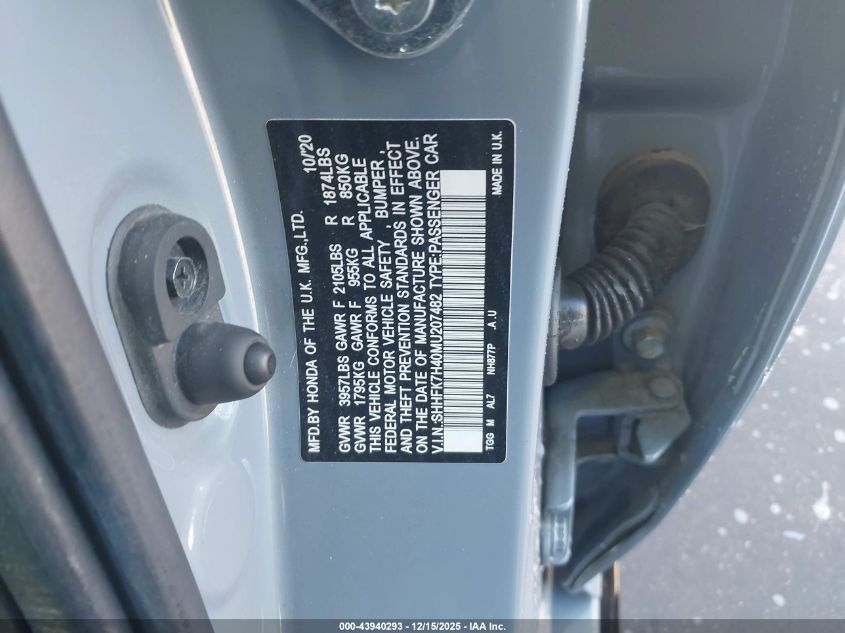 MFD.BY HONDA OF THE U.K. MFG.,LTD. 10/'20
GVWR 3957LBS GAWR F 2105LBS R 1874LBS
GVWR 1795KG GAWR F 955KG R 850KG
THIS VEHICLE CONFORMS TO ALL APPLICABLE
FEDERAL MOTOR VEHICLE SAFETY , BUMPER ,
AND THEFT PREVENTION STANDARDS IN EFFECT
ON THE DATE OF MANUFACTURE SHOWN ABOVE.
V.I.N.:SHHFK7H40MU207482 TYPE:PASSENGER CAR
TGG M AL7 NH877P .A .U MADE IN U.K.
000-43940293 - 12/15/2025 - IAA Inc.